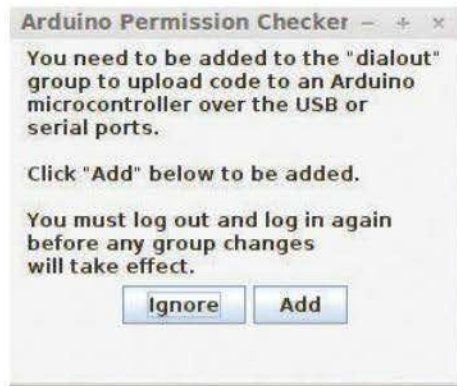 Arduino Permission Checker
You need to be added to the "dialout"
group to upload code to an Arduino
microcontroller over the USB or
serial ports.
Click "Add" below to be added.
You must log out and log in again
before any group changes
will take effect.
Ignore Add